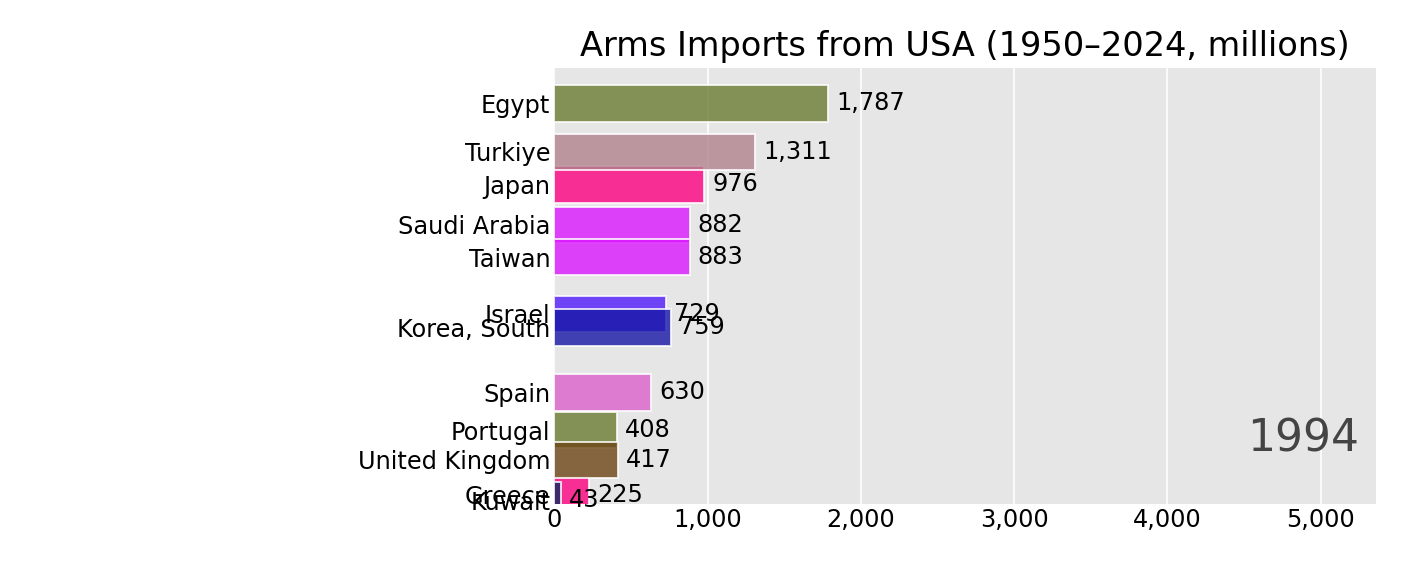 Arms Imports from USA (1950–2024, millions)
Egypt 1,787
Turkiye 1,311
Japan 976
Saudi Arabia 882
Taiwan 883
Israel 729
Korea, South 759
Spain 630
Portugal 408
1994
United Kingdom 417
Greece 225
Kuwait 43
0 1,000 2,000 3,000 4,000 5,000